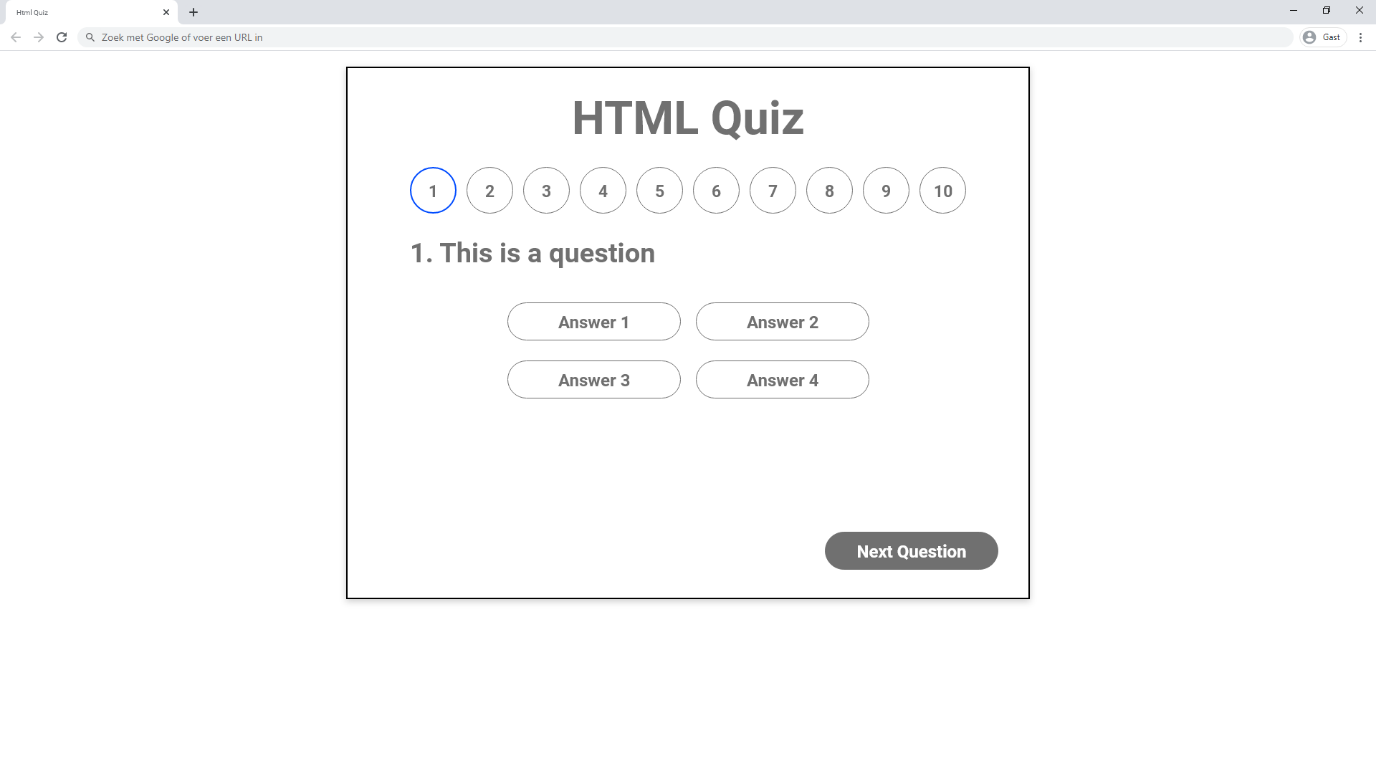 Html Quiz
Zoek met Google of voer een URL in
Gast
HTML Quiz
1 2 3 4 5 6 7 8 9 10
1. This is a question
Answer 1 Answer 2
Answer 3 Answer 4
Next Question